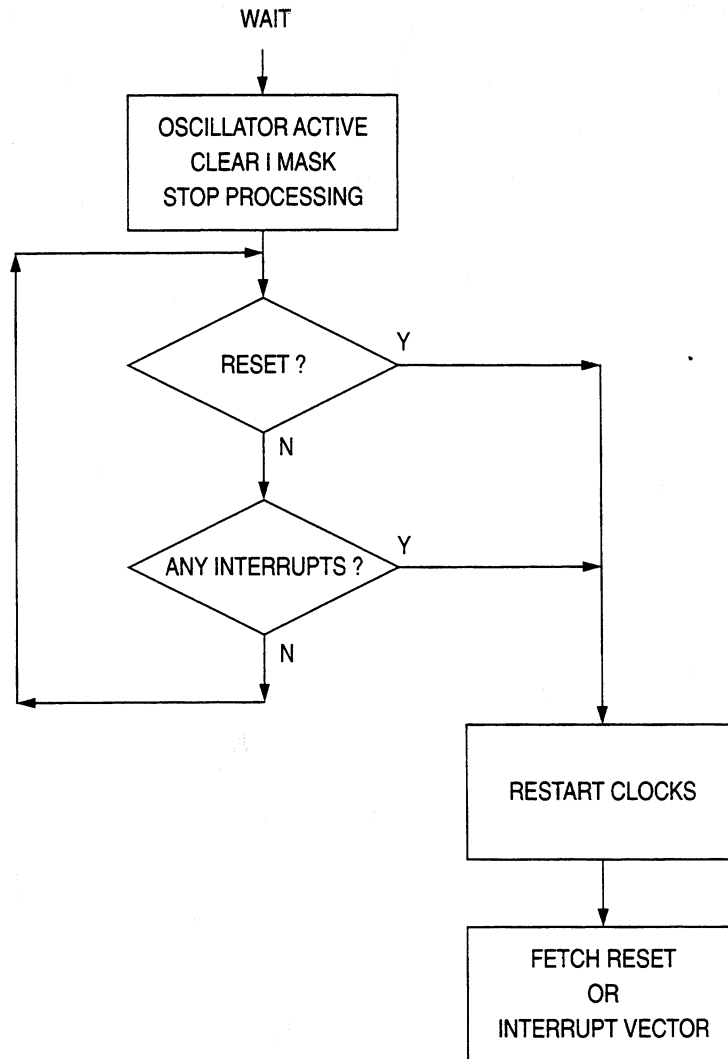 WAIT
OSCILLATOR ACTIVE
CLEAR I MASK
STOP PROCESSING
RESET ?
Y
N
ANY INTERRUPTS ?
Y
N
RESTART CLOCKS
FETCH RESET
OR
INTERRUPT VECTOR